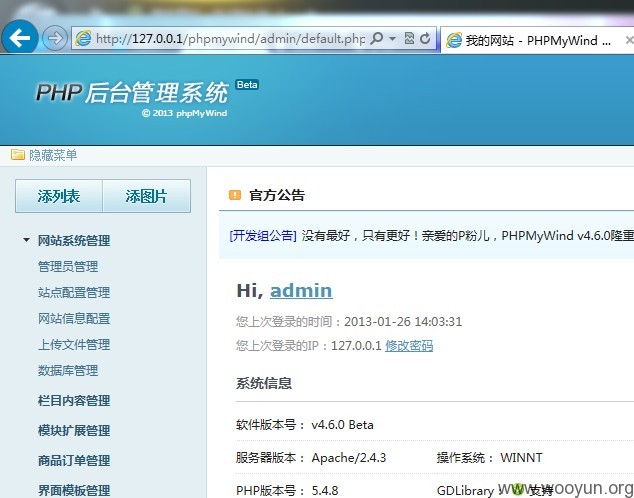 http://127.0.0.1/phpmywind/admin/default.php
我的网站 - PHPMyWind ...
PHP 后台管理系统 Beta
© 2013 phpMyWind
隐藏菜单
添列表 添图片
官方公告
[开发组公告] 没有最好，只有更好！亲爱的P粉儿，PHPMyWind v4.6.0隆重
网站系统管理
管理员管理
站点配置管理
网站信息配置
上传文件管理
数据库管理
栏目内容管理
模块扩展管理
商品订单管理
界面模板管理
Hi, admin
您上次登录的时间：2013-01-26 14:03:31
您上次登录的IP：127.0.0.1 修改密码
系统信息
软件版本号： v4.6.0 Beta
服务器版本： Apache/2.4.3 操作系统： WINNT
PHP版本号： 5.4.8 GDLibrary： 支持
www.wooyun.org